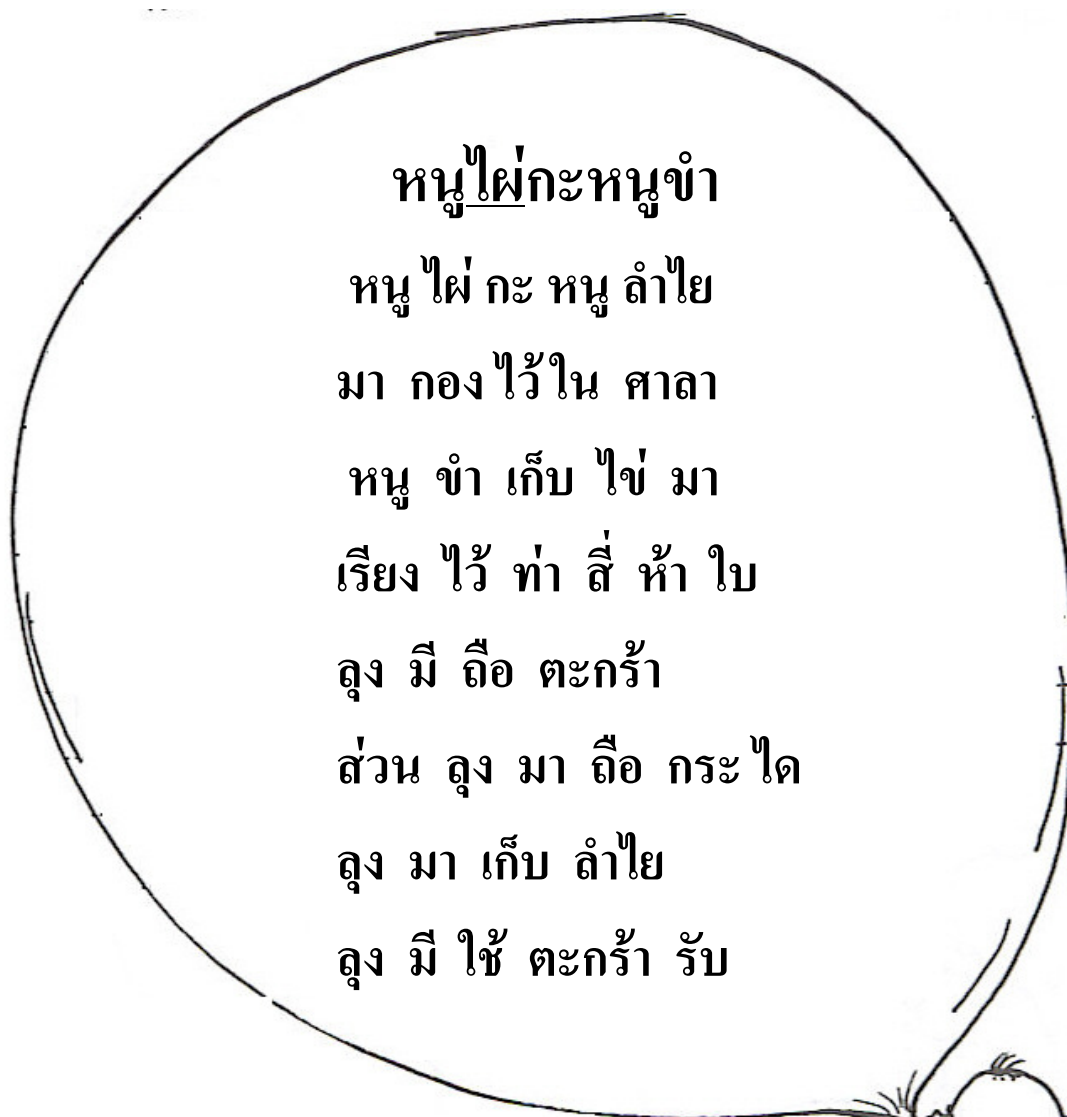 หนูไผ่กะหนูขำ
หนู ไผ่ กะ หนู ลำไย
มา กอง ไว้ ใน ศาลา
หนู ขำ เก็บ ไข่ มา
เรียง ไว้ ท่า สี่ ห้า ใบ
ลุง มี ถือ ตะกร้า
ส่วน ลุง มา ถือ กระ ได
ลุง มา เก็บ ลำไย
ลุง มี ใช้ ตะกร้า รับ